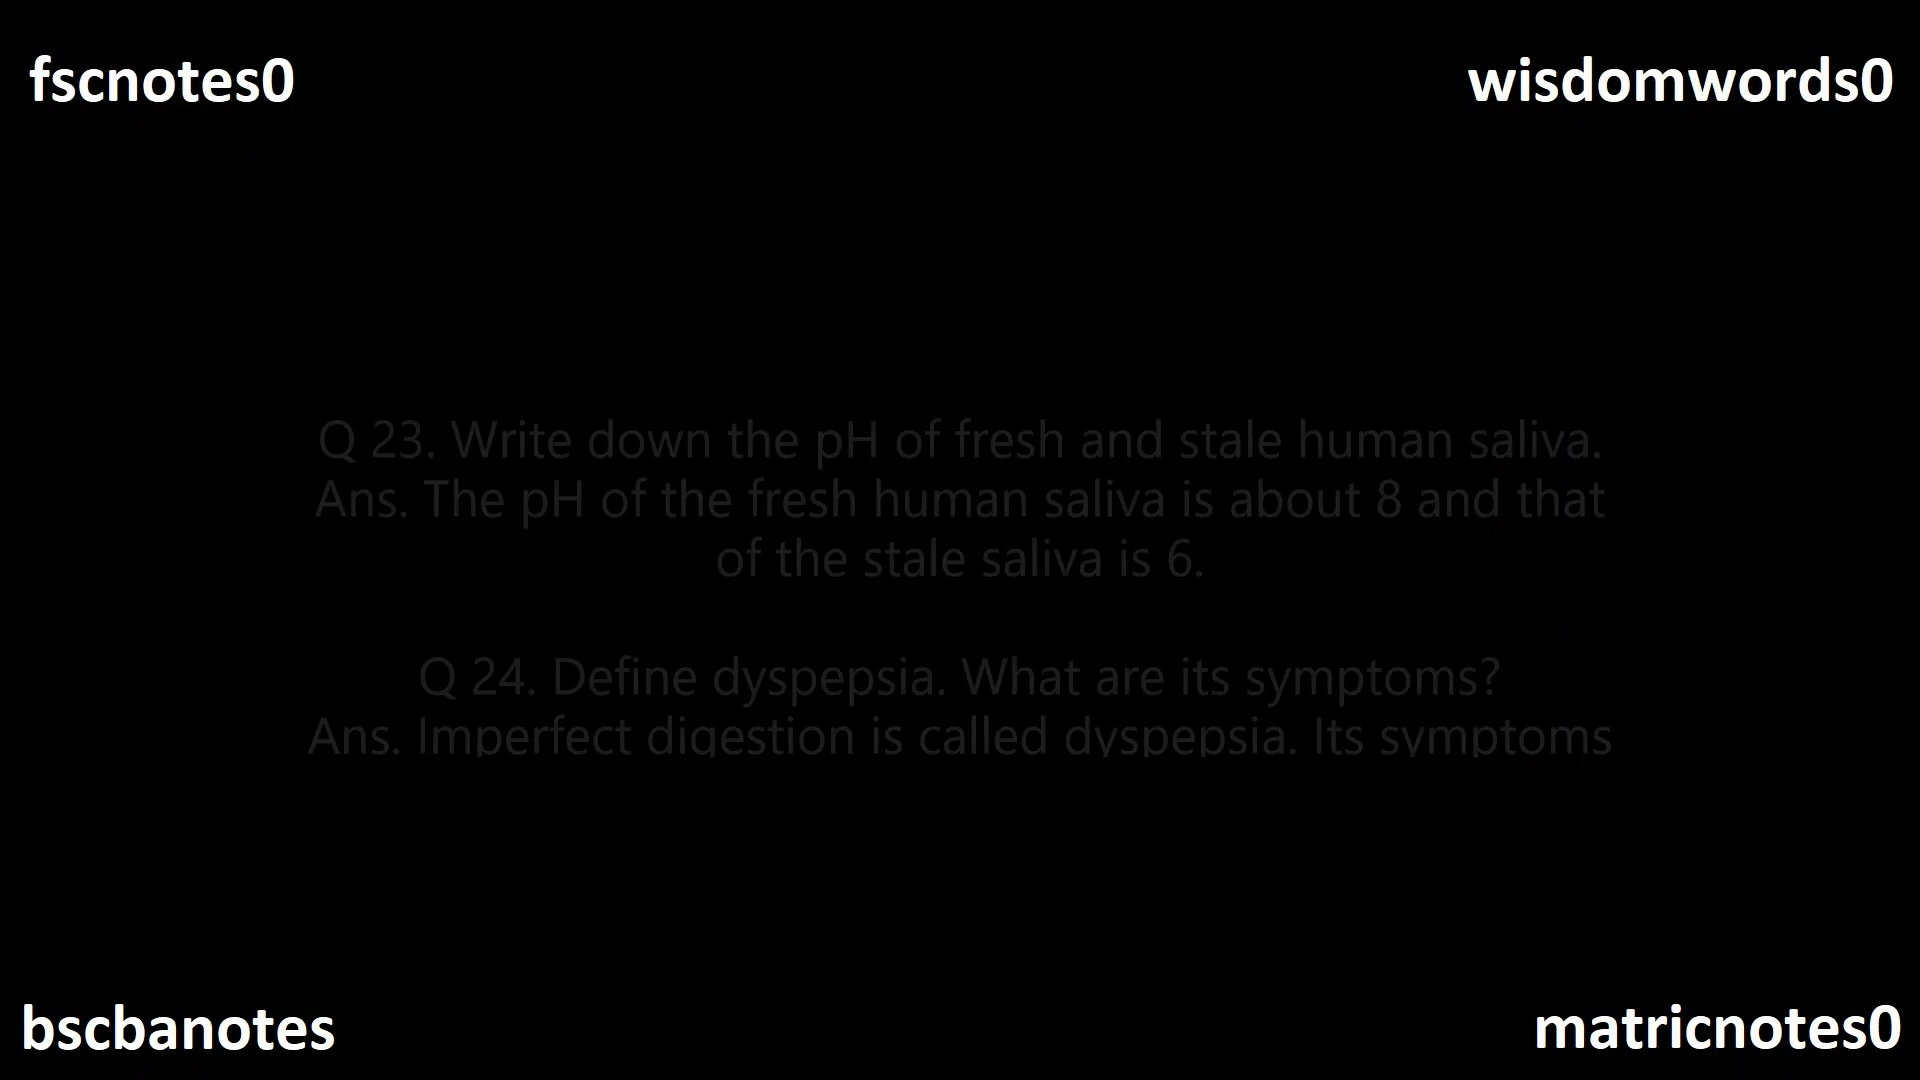 fscnotes0
wisdomwords0
Q 23. Write down the pH of fresh and stale human saliva.
Ans. The pH of the fresh human saliva is about 8 and that
of the stale saliva is 6.
Q 24. Define dyspepsia. What are its symptoms?
Ans. Imperfect digestion is called dyspepsia. Its symptoms
bscbanotes
matricnotes0